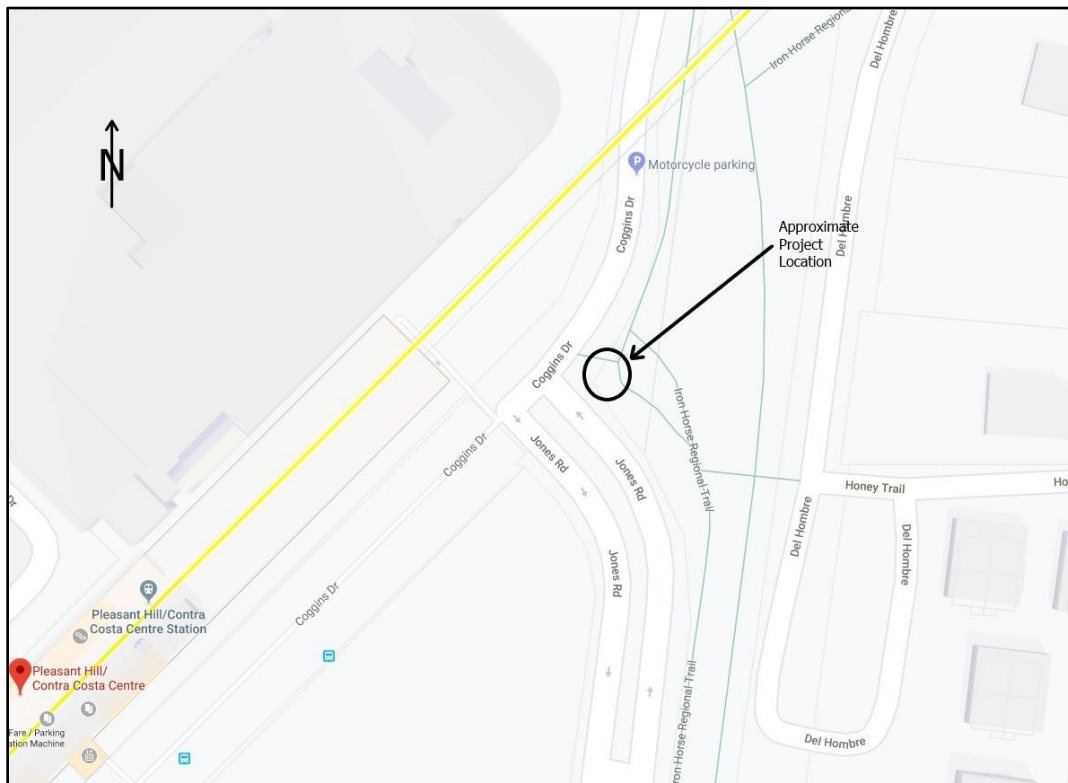 Iron Horse Regional
Del Hombre
N
P
Motorcycle parking
Coggins Dr
Del Hombre
Approximate
Project
Location
Coggins Dr
Iron Horse Regional Trail
Coggins Dr
Jones Rd
Jones Rd
Honey Trail
Ho
Del Hombre
Del Hombre
Jones Rd
Coggins Dr
Pleasant Hill/Contra
Costa Centre Station
Pleasant Hill/
Contra Costa Centre
Iron Horse Regional Trail
Fare / Parking
ation Machine
Del Hombre